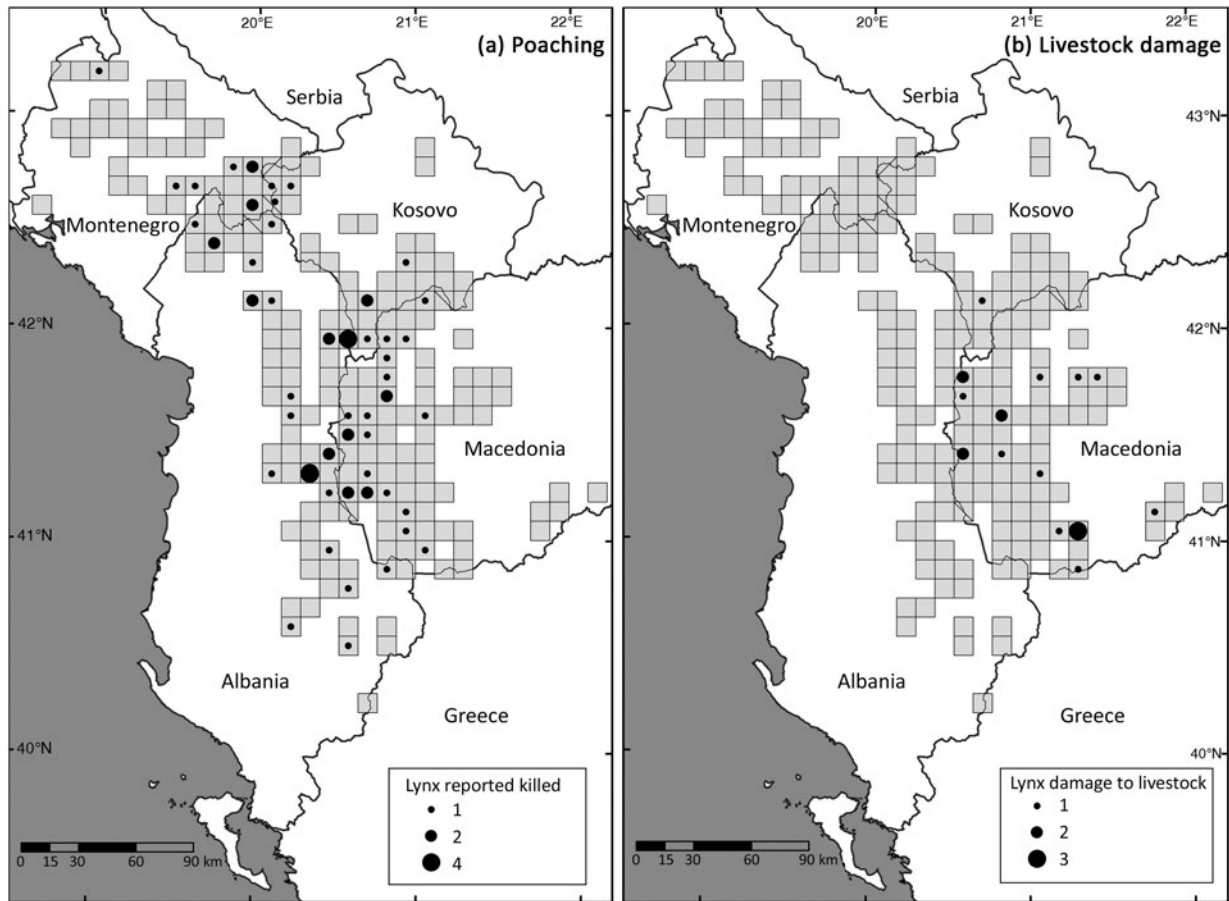 20°E 21°E 22°E
(a) Poaching
Serbia
Montenegro
Kosovo
42°N
Macedonia
41°N
Albania
Greece
40°N
Lynx reported killed
1
2
4
0 15 30 60 90 km
20°E 21°E 22°E
(b) Livestock damage
Serbia
43°N
Montenegro
Kosovo
42°N
Macedonia
41°N
Albania
Greece
40°N
Lynx damage to livestock
1
2
3
0 15 30 60 90 km